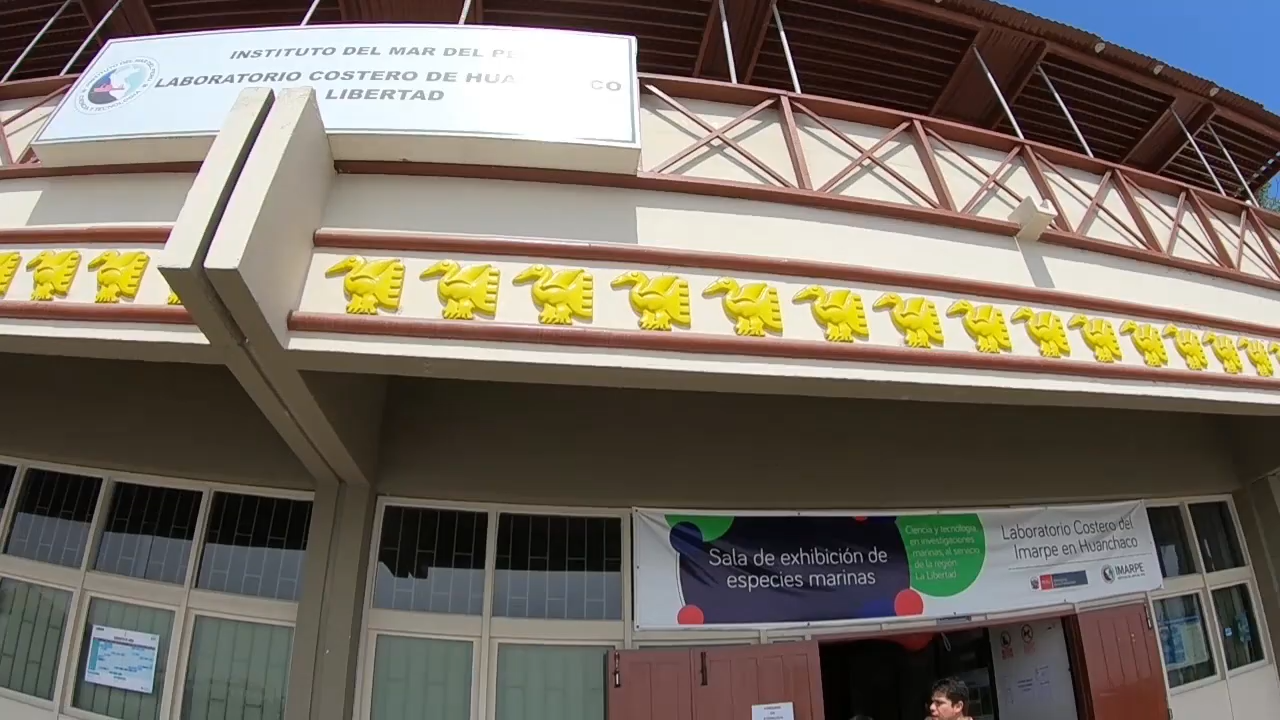 INSTITUTO DEL MAR DEL
LABORATORIO COSTERO DE HUA CO
LIBERTAD
Sala de exhibición de
especies marinas
Ciencia y tecnología,
en investigaciones
marinas, al servicio
de la región
La Libertad
Laboratorio Costero del
Imarpe en Huanchaco
IMARPE